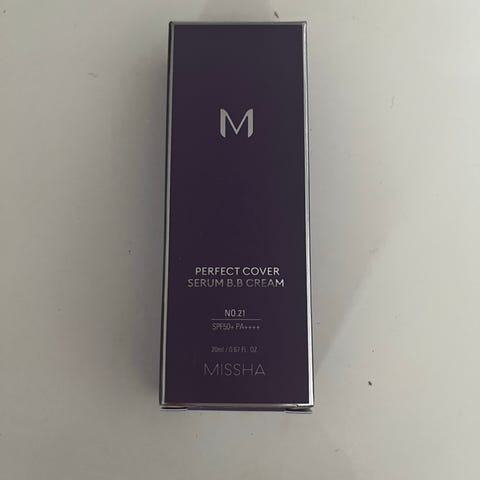 M
PERFECT COVER
SERUM B.B CREAM
NO.21
SPF50+ PA++++
20ml / 0.67 FL. OZ
MISSHA